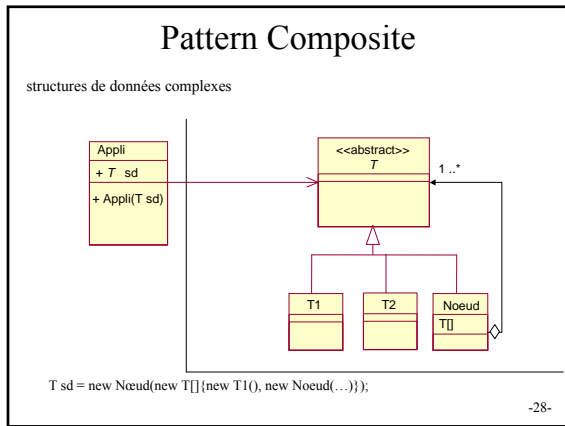 Pattern Composite
structures de données complexes
Appli
+ T sd
+ Appli(T sd)
<<abstract>>
T
1 ..*
T1
T2
Noeud
T[]
T sd = new Nœud(new T[]{new T1(), new Noeud(…)});
-28-